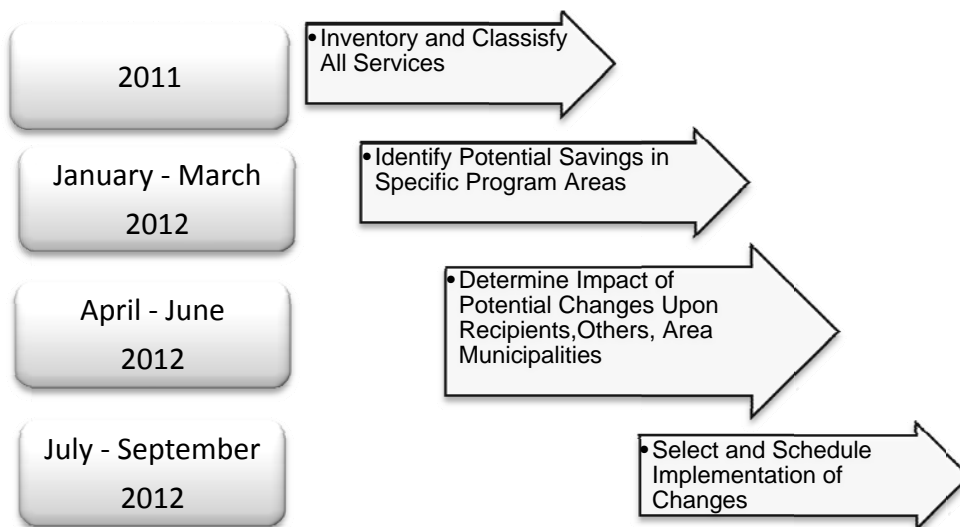 2011
• Inventory and Classisfy
All Services
January - March
2012
• Identify Potential Savings in
Specific Program Areas
April - June
2012
• Determine Impact of
Potential Changes Upon
Recipients,Others, Area
Municipalities
July - September
2012
• Select and Schedule
Implementation of
Changes